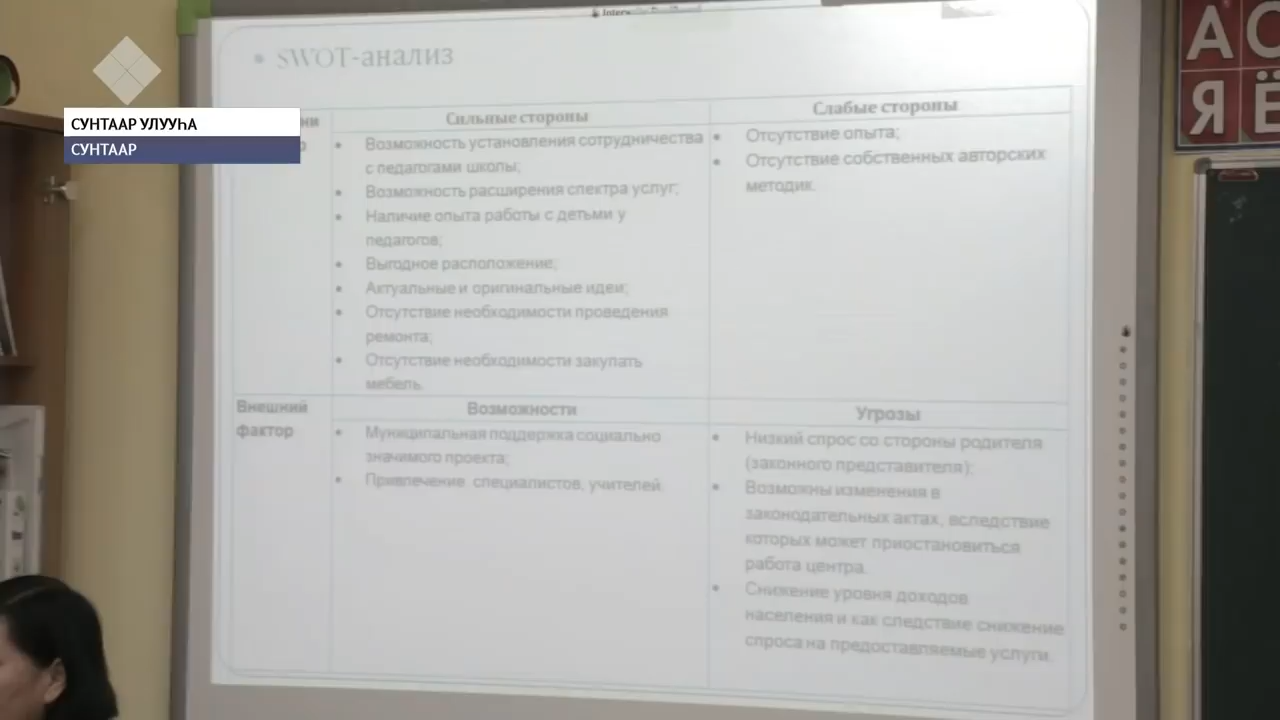 SWOT-анализ
СУНТААР УЛУУҺА
СУНТААР
Сильные стороны
Возможность установления сотрудничества
с педагогами школы;
Возможность расширения спектра услуг;
Наличие опыта работы с детьми у
педагогов;
Выгодное расположение;
Актуальные и оригинальные идеи;
Отсутствие необходимости проведения
ремонта;
Отсутствие необходимости закупать
мебель.
Слабые стороны
Отсутствие опыта;
Отсутствие собственных авторских
методик.
Внешний
фактор
Возможности
Муниципальная поддержка социально
значимого проекта;
Привлечение специалистов, учителей.
Угрозы
Низкий спрос со стороны родителя
(законного представителя);
Возможны изменения в
законодательных актах, вследствие
которых может приостановиться
работа центра.
Снижение уровня доходов
населения и как следствие снижение
спроса на предоставляемые услуги.
А С
Я Ё